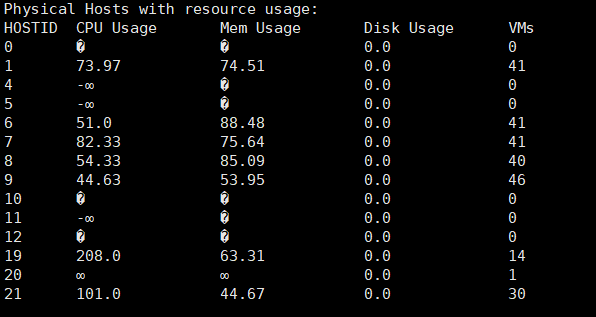 Physical Hosts with resource usage:
HOSTID CPU Usage Mem Usage Disk Usage VMs
0 � � 0.0 0
1 73.97 74.51 0.0 41
4 -∞ � 0.0 0
5 -∞ � 0.0 0
6 51.0 88.48 0.0 41
7 82.33 75.64 0.0 41
8 54.33 85.09 0.0 40
9 44.63 53.95 0.0 46
10 � � 0.0 0
11 -∞ � 0.0 0
12 � � 0.0 0
19 208.0 63.31 0.0 14
20 ∞ ∞ 0.0 1
21 101.0 44.67 0.0 30